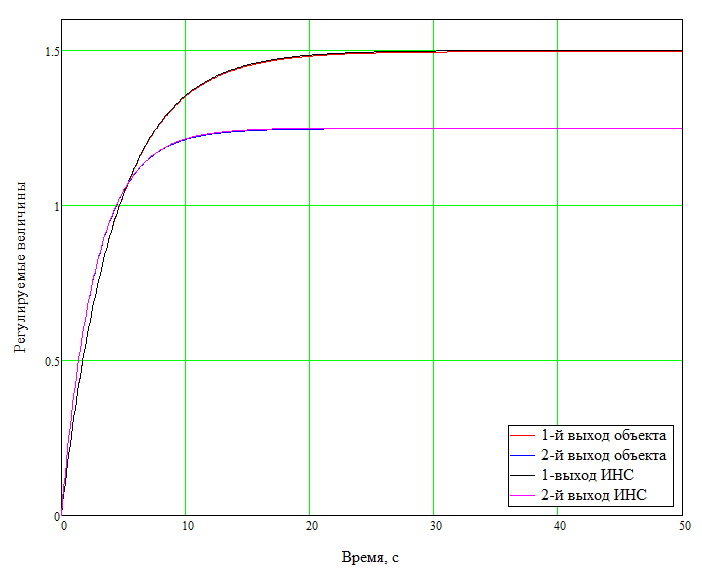 1.5
1
0.5
0
0 10 20 30 40 50
Регулируемые величины
Время, с
1-й выход объекта
2-й выход объекта
1-выход ИНС
2-й выход ИНС